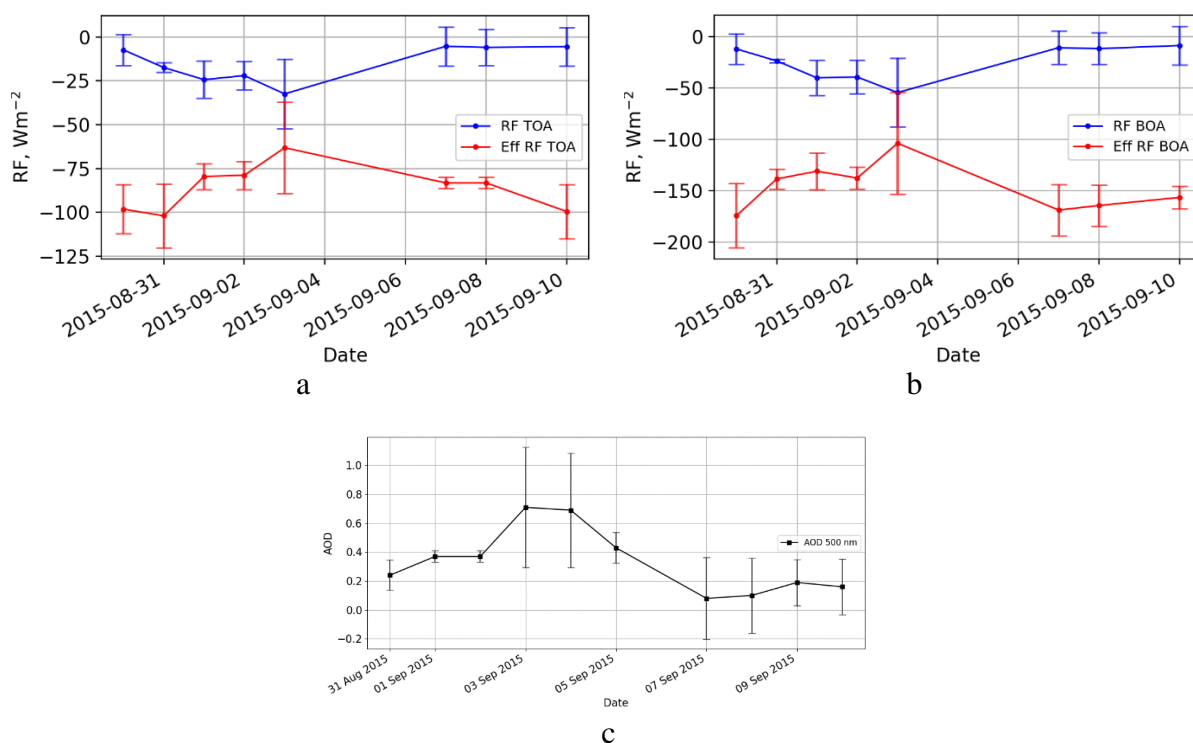 0
−25
−50
−75
−100
−125
RF, Wm⁻²
RF TOA
Eff RF TOA
2015-08-31
2015-09-02
2015-09-04
2015-09-06
2015-09-08
2015-09-10
Date
a
0
−50
−100
−150
−200
RF, Wm⁻²
RF BOA
Eff RF BOA
2015-08-31
2015-09-02
2015-09-04
2015-09-06
2015-09-08
2015-09-10
Date
b
1.0
0.8
0.6
0.4
0.2
0.0
−0.2
AOD
AOD 500 nm
31 Aug 2015
01 Sep 2015
03 Sep 2015
05 Sep 2015
07 Sep 2015
09 Sep 2015
Date
c